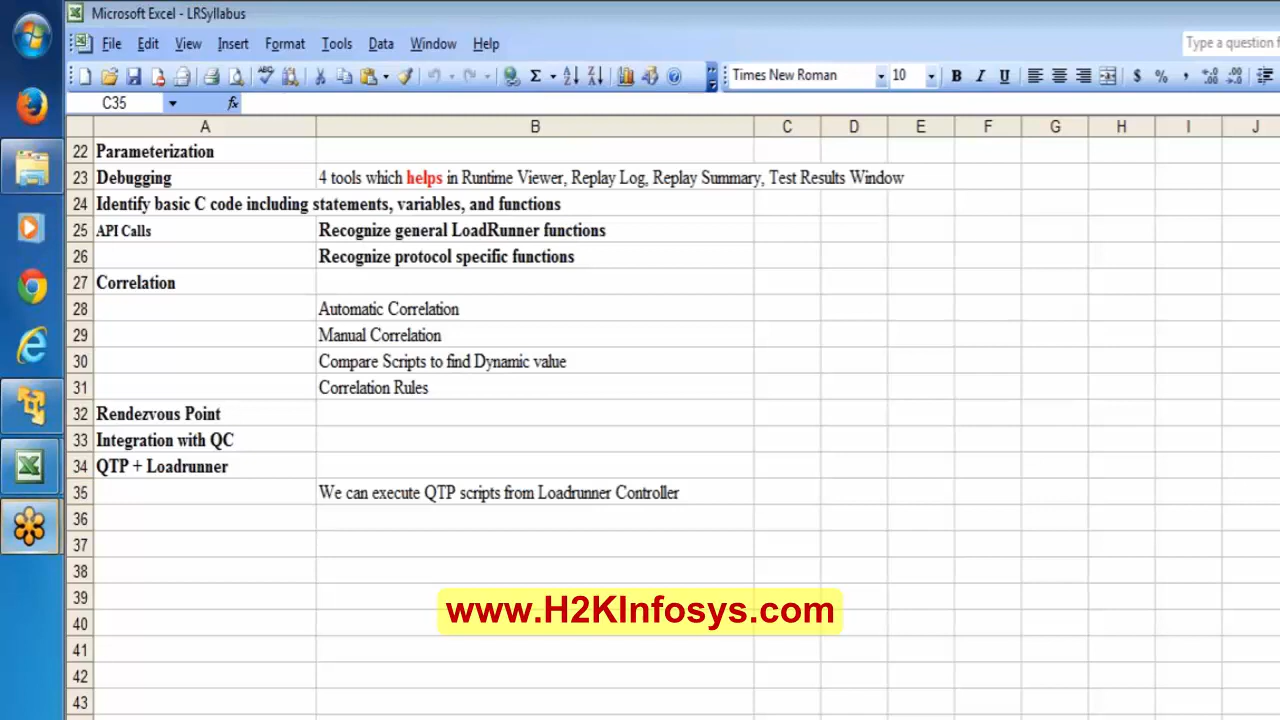 Microsoft Excel - LRSyllabus
File Edit View Insert Format Tools Data Window Help
Type a question f
Times New Roman 10 B I U $ %
C35 fx
A B C D E F G H I J
22 Parameterization
23 Debugging 4 tools which helps in Runtime Viewer, Replay Log, Replay Summary, Test Results Window
24 Identify basic C code including statements, variables, and functions
25 API Calls Recognize general LoadRunner functions
26 Recognize protocol specific functions
27 Correlation
28 Automatic Correlation
29 Manual Correlation
30 Compare Scripts to find Dynamic value
31 Correlation Rules
32 Rendezvous Point
33 Integration with QC
34 QTP + Loadrunner
35 We can execute QTP scripts from Loadrunner Controller
36
37
38
39
www.H2KInfosys.com
40
41
42
43